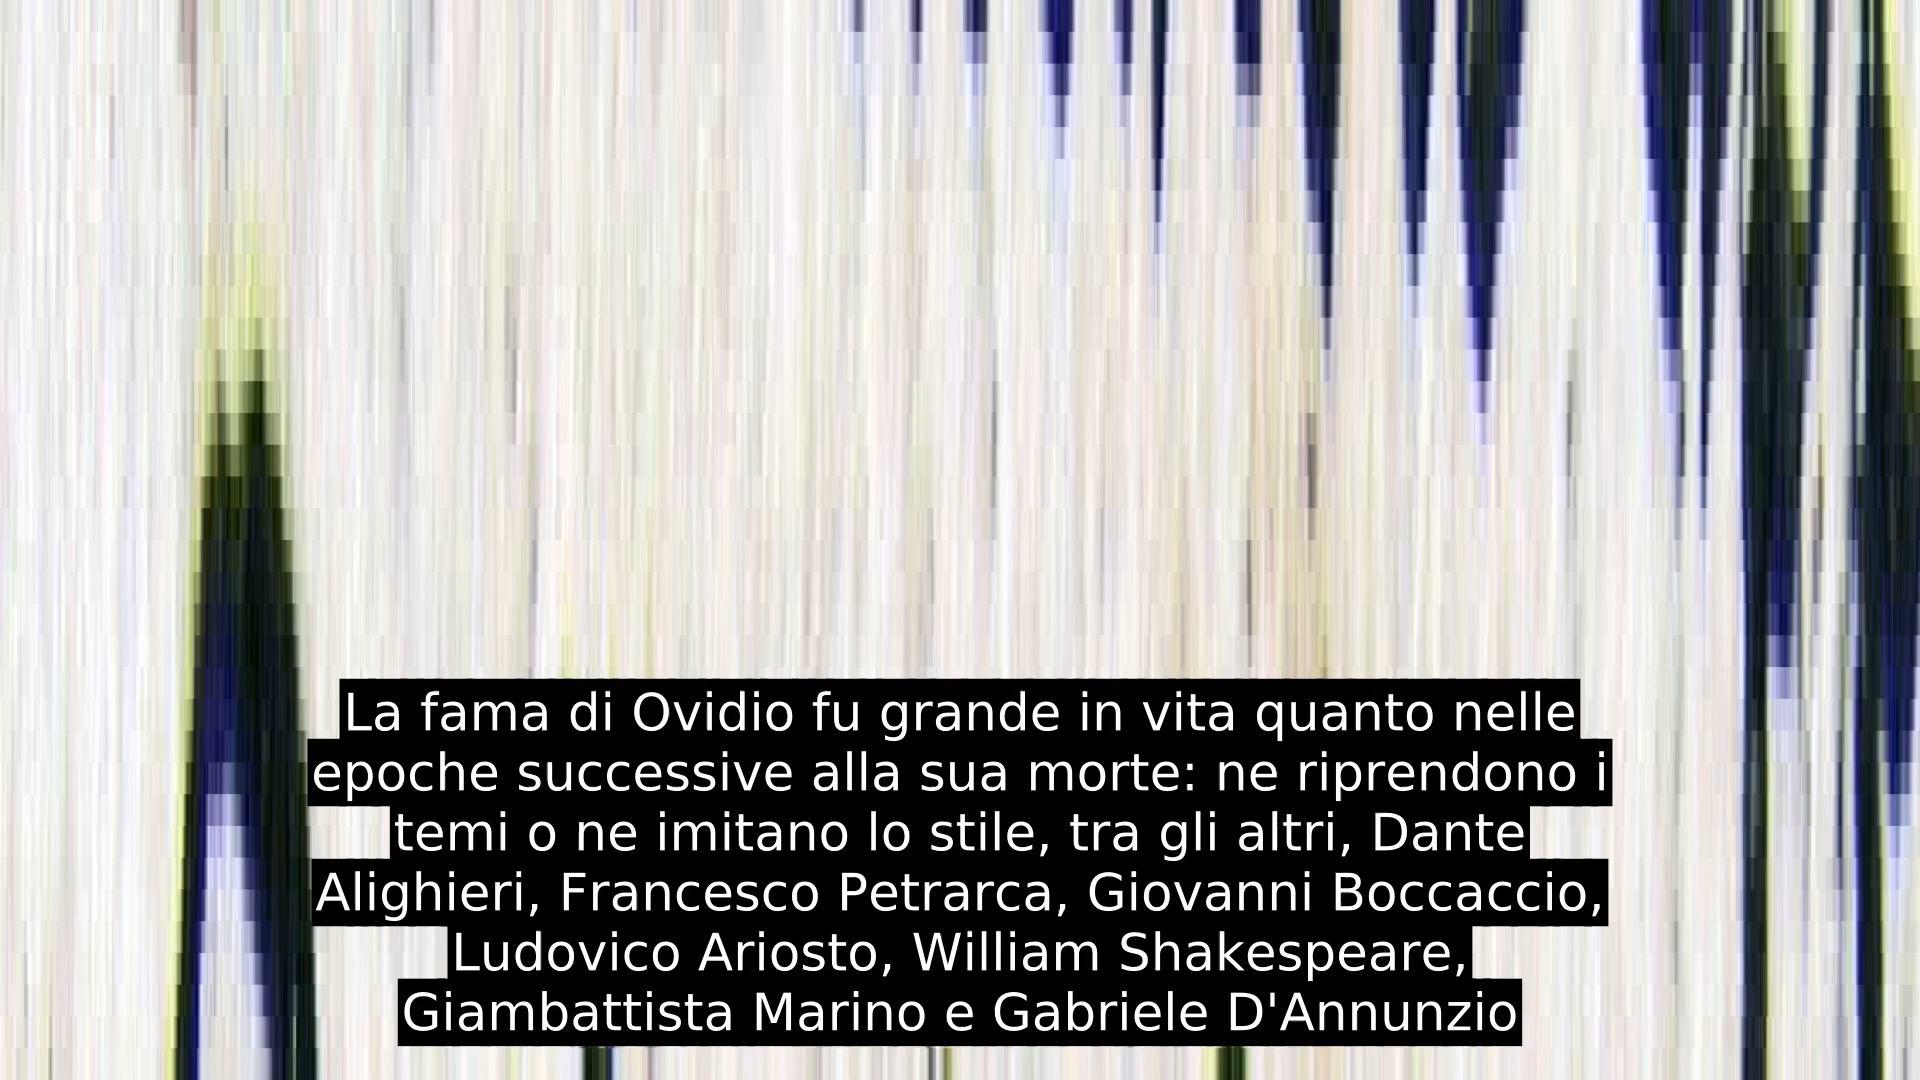 La fama di Ovidio fu grande in vita quanto nelle
epoche successive alla sua morte: ne riprendono i
temi o ne imitano lo stile, tra gli altri, Dante
Alighieri, Francesco Petrarca, Giovanni Boccaccio,
Ludovico Ariosto, William Shakespeare,
Giambattista Marino e Gabriele D'Annunzio